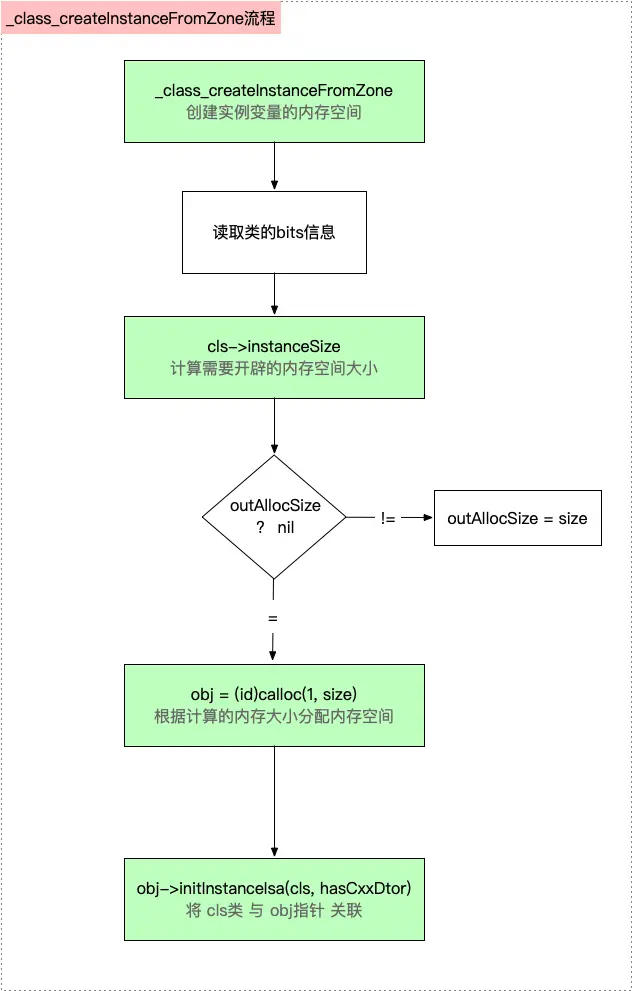 _class_createInstanceFromZone流程
_class_createInstanceFromZone
创建实例变量的内存空间
读取类的bits信息
cls->instanceSize
计算需要开辟的内存空间大小
outAllocSize
? nil
!=
outAllocSize = size
=
obj = (id)calloc(1, size)
根据计算的内存大小分配内存空间
obj->initInstanceIsa(cls, hasCxxDtor)
将 cls类 与 obj指针 关联